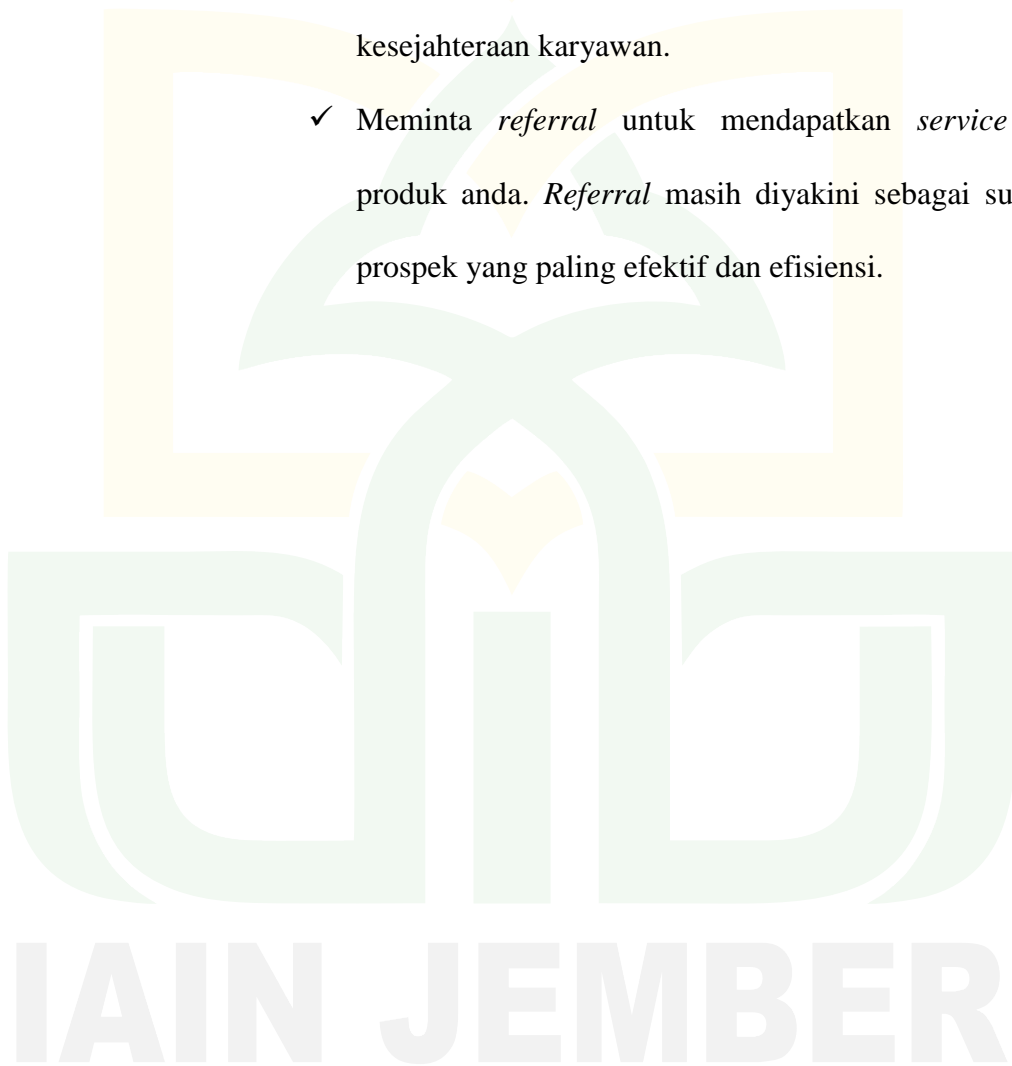 kesejahteraan karyawan.
✓ Meminta referral untuk mendapatkan service
produk anda. Referral masih diyakini sebagai su
prospek yang paling efektif dan efisiensi.
IAIN JEMBER